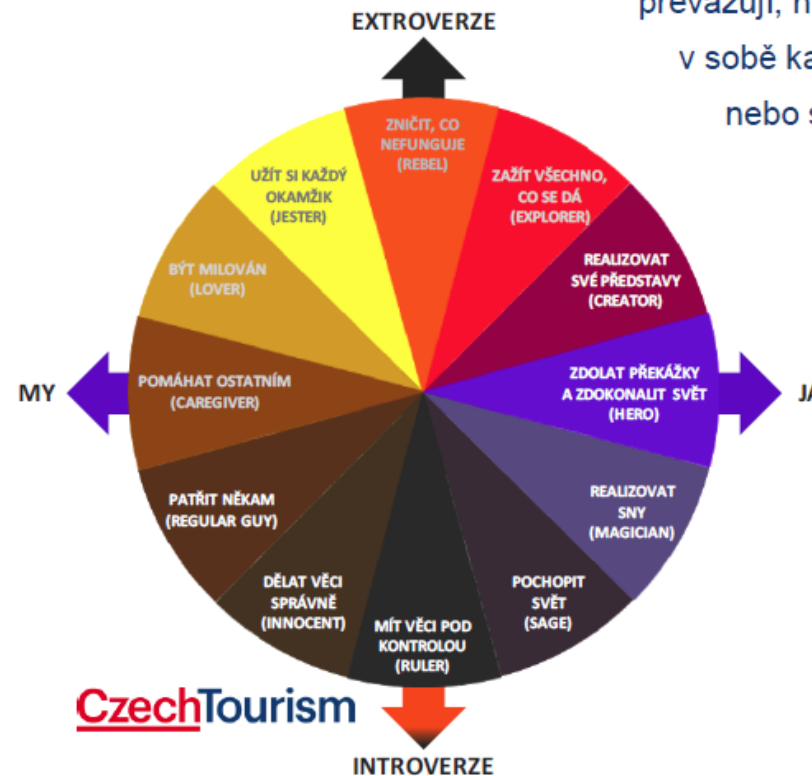 převažují,
v sobě
nebo
EXTROVERZE
ZNIČIT, CO
NEFUNGUJE
(REBEL)
UŽÍT SI KAŽDÝ
OKAMŽIK
(JESTER)
ZAŽÍT VŠECHNO,
CO SE DÁ
(EXPLORER)
BÝT MILOVÁN
(LOVER)
REALIZOVAT
SVÉ PŘEDSTAVY
(CREATOR)
MY
POMÁHAT OSTATNÍM
(CAREGIVER)
ZDOLAT PŘEKÁŽKY
A ZDOKONALIT SVĚT
(HERO)
PATŘIT NĚKAM
(REGULAR GUY)
REALIZOVAT
SNY
(MAGICIAN)
DĚLAT VĚCI
SPRÁVNĚ
(INNOCENT)
POCHOPIT
SVĚT
(SAGE)
MÍT VĚCI POD
KONTROLOU
(RULER)
CzechTourism
INTROVERZE